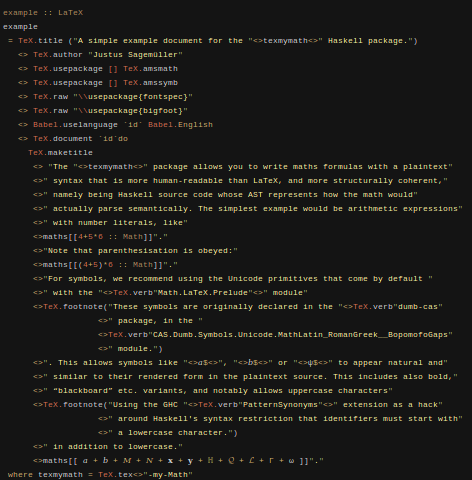 example :: LaTeX
example
= TeX.title ("A simple example document for the "<>texmymath<>" Haskell package.")
<> TeX.author "Justus Sagemüller"
<> TeX.usepackage [] TeX.amsmath
<> TeX.usepackage [] TeX.amssymb
<> TeX.raw "\\usepackage{fontspec}"
<> TeX.raw "\\usepackage{bigfoot}"
<> Babel.uselanguage `id` Babel.English
<> TeX.document `id`do
TeX.maketitle
<> "The "<>texmymath<>" package allows you to write maths formulas with a plaintext"
<>" syntax that is more human-readable than LaTeX, and more structurally coherent,"
<>" namely being Haskell source code whose AST represents how the math would"
<>" actually parse semantically. The simplest example would be arithmetic expressions"
<>" with number literals, like"
<>maths[[4+5*6 :: Math]]"."
<>"Note that parenthesisation is obeyed:"
<>maths[[(4+5)*6 :: Math]]"."
<>"For symbols, we recommend using the Unicode primitives that come by default "
<>" with the "<>TeX.verb"Math.LaTeX.Prelude"<>" module"
<>TeX.footnote("These symbols are originally declared in the "<>TeX.verb"dumb-cas"
<>" package, in the "
<>TeX.verb"CAS.Dumb.Symbols.Unicode.MathLatin_RomanGreek__BopomofoGaps"
<>" module.")
<>". This allows symbols like "<>𝑎$<>", "<>𝑏$<>" or "<>ψ$<>" to appear natural and"
<>" similar to their rendered form in the plaintext source. This includes also bold,"
<>" “blackboard” etc. variants, and notably allows uppercase characters"
<>TeX.footnote("Using the GHC "<>TeX.verb"PatternSynonyms"<>" extension as a hack"
<>" around Haskell's syntax restriction that identifiers must start with"
<>" a lowercase character.")
<>" in addition to lowercase."
<>maths[[ 𝑎 + 𝑏 + 𝑀 + 𝑁 + 𝐱 + 𝐲 + ℍ + 𝒬 + ℒ + Γ + ω ]]"."
where texmymath = TeX.tex<>"-my-Math"